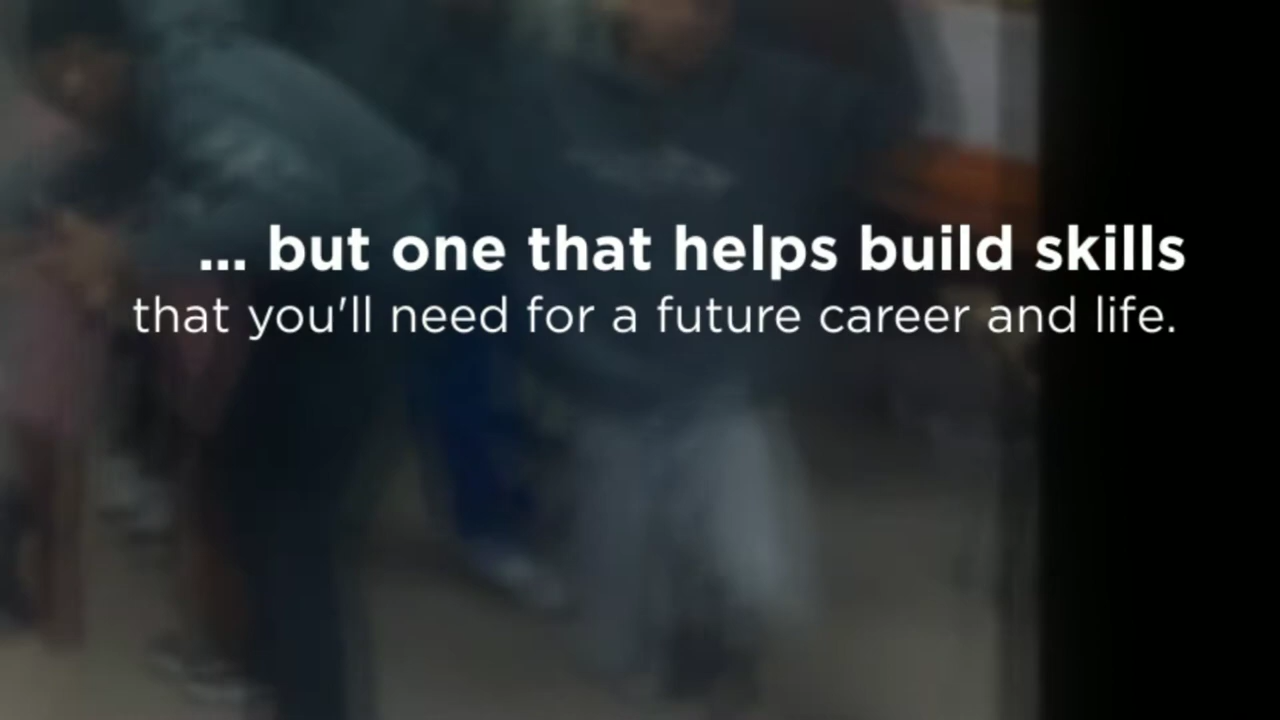 ... but one that helps build skills
that you'll need for a future career and life.